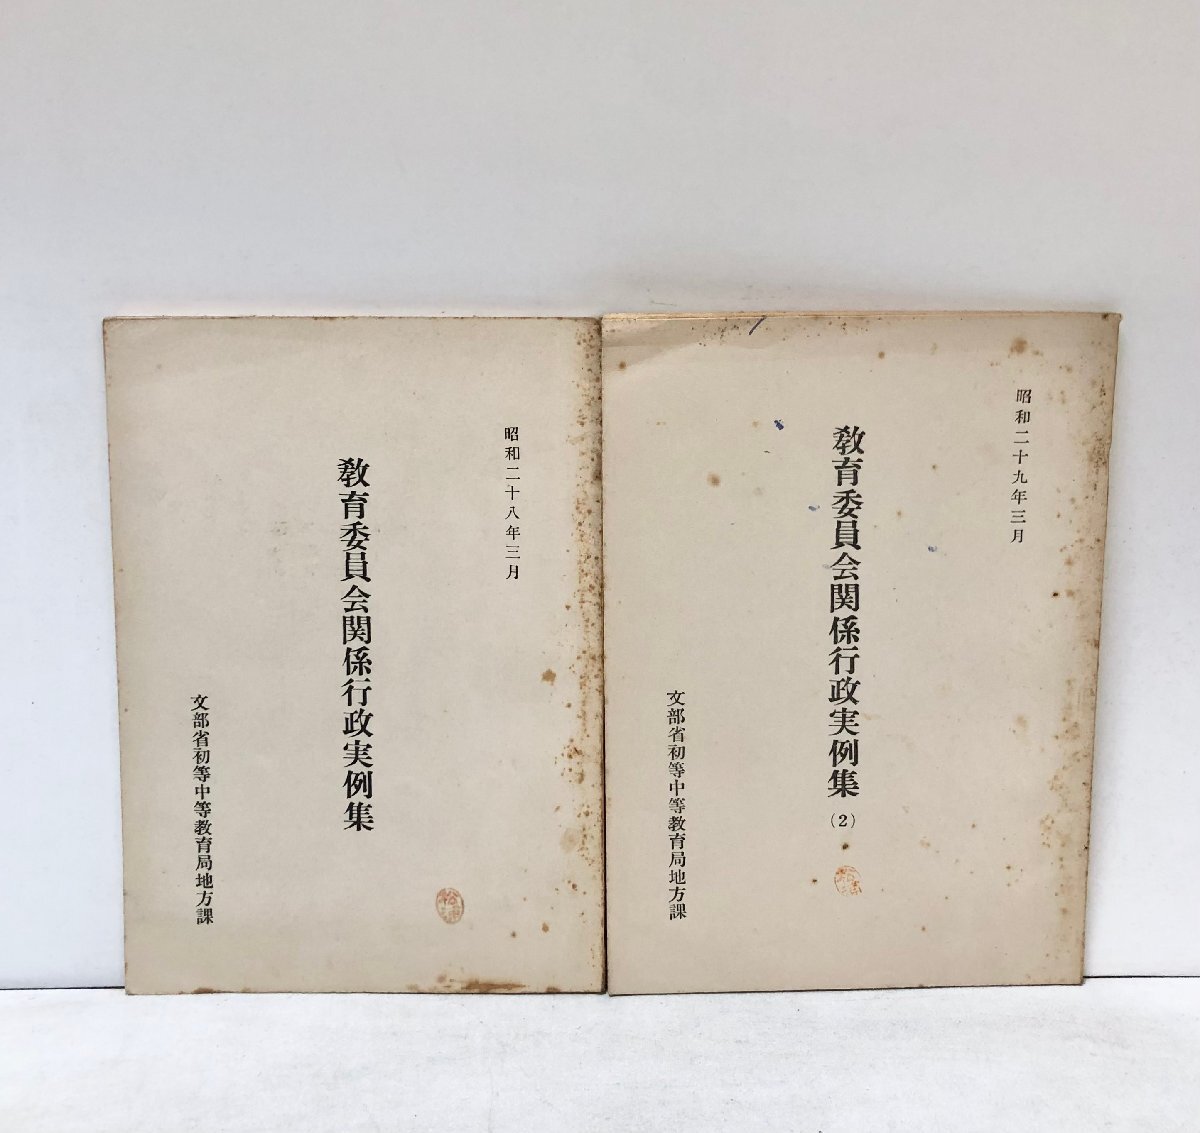 昭和二十八年三月
教育委員会関係行政実例集
文部省初等中等教育局地方課
昭和二十九年三月
教育委員会関係行政実例集(2)
文部省初等中等教育局地方課